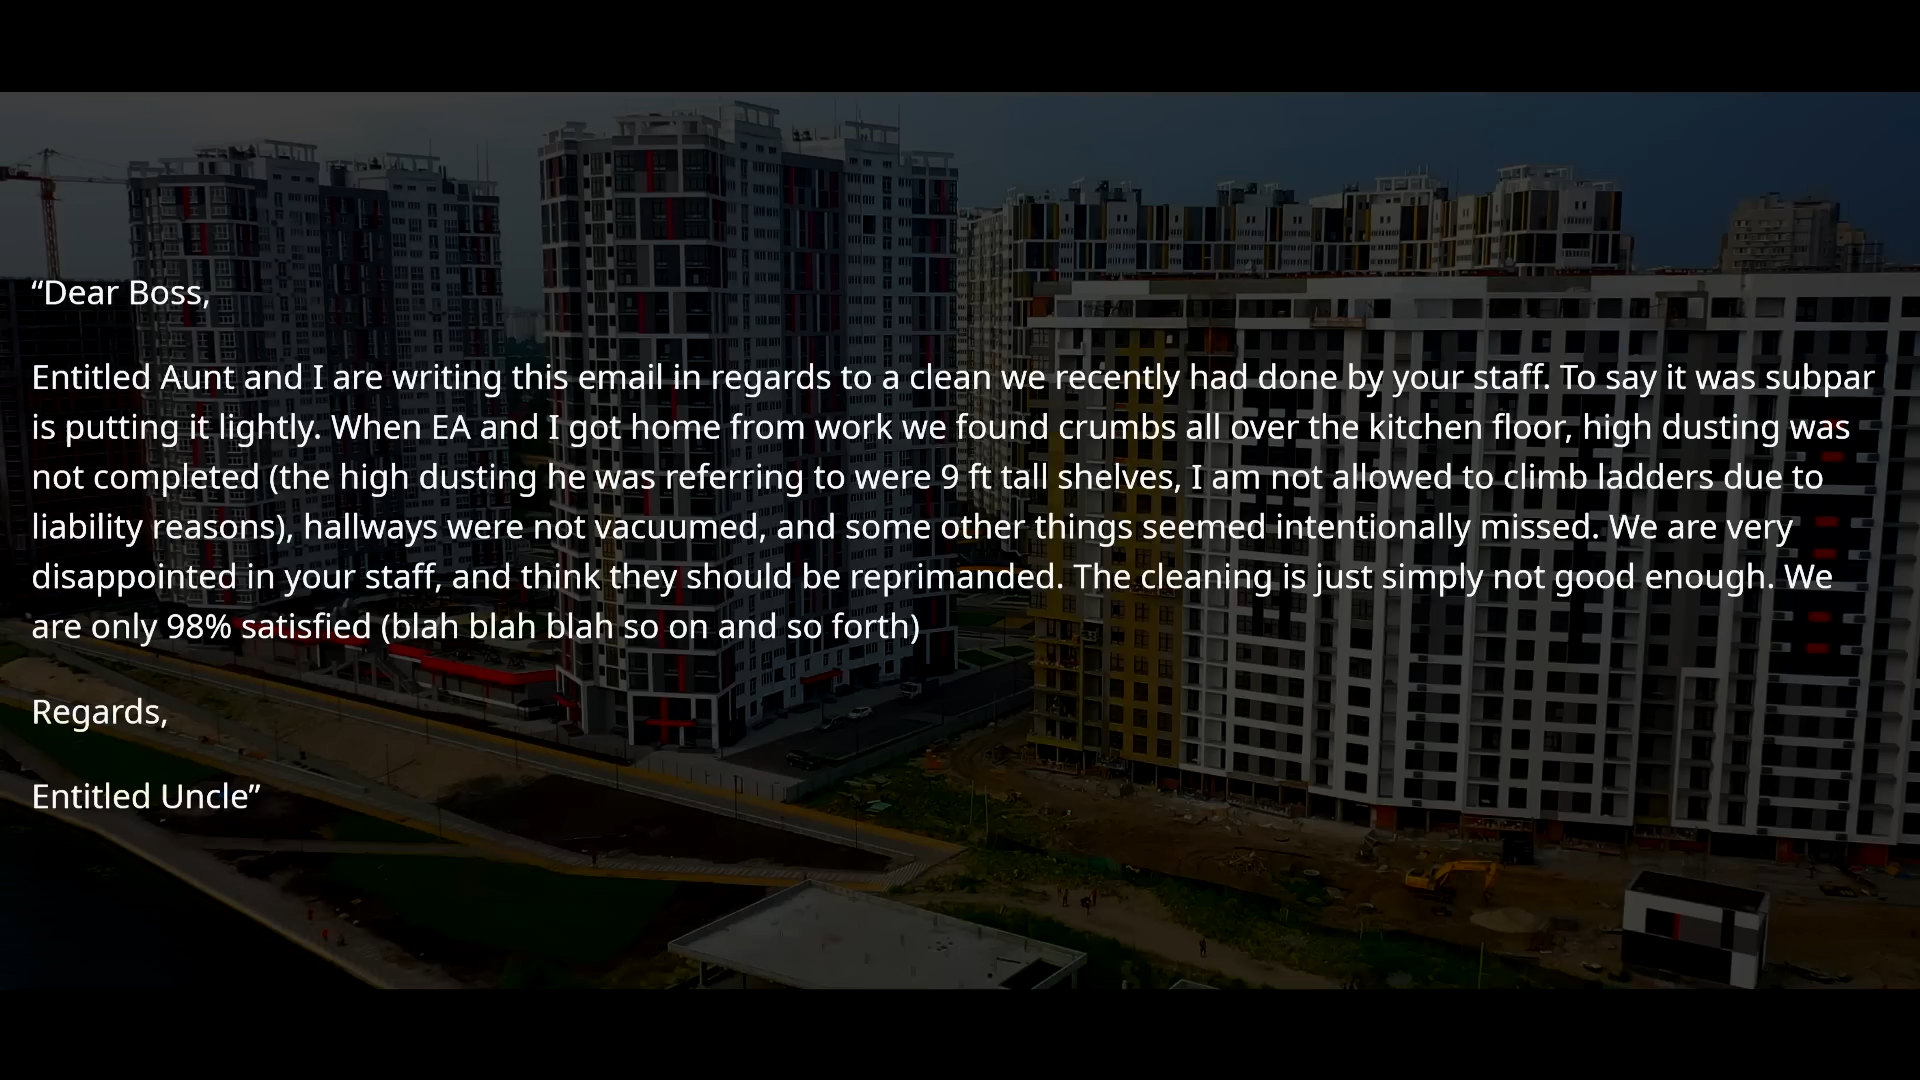 “Dear Boss,
Entitled Aunt and I are writing this email in regards to a clean we recently had done by your staff. To say it was subpar
is putting it lightly. When EA and I got home from work we found crumbs all over the kitchen floor, high dusting was
not completed (the high dusting he was referring to were 9 ft tall shelves, I am not allowed to climb ladders due to
liability reasons), hallways were not vacuumed, and some other things seemed intentionally missed. We are very
disappointed in your staff, and think they should be reprimanded. The cleaning is just simply not good enough. We
are only 98% satisfied (blah blah blah so on and so forth)
Regards,
Entitled Uncle”